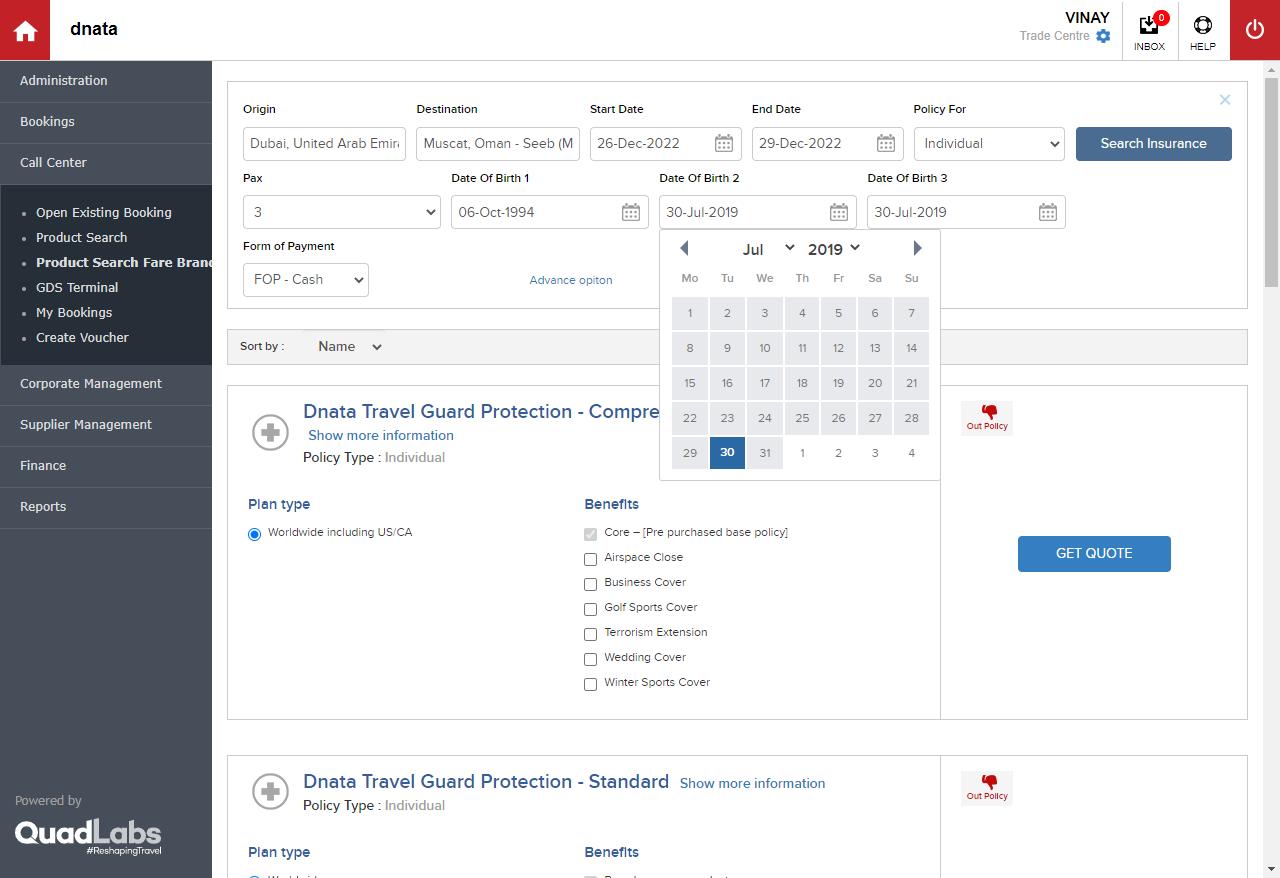 dnata
VINAY
Trade Centre
0
INBOX
HELP
Administration
Bookings
Call Center
Open Existing Booking
Product Search
Product Search Fare Bran
GDS Terminal
My Bookings
Create Voucher
Corporate Management
Supplier Management
Finance
Reports
Powered by
QuadLabs
#ReshapingTravel
Origin Destination Start Date End Date Policy For
Dubai, United Arab Emir Muscat, Oman - Seeb (M 26-Dec-2022 29-Dec-2022 Individual Search Insurance
Pax Date Of Birth 1 Date Of Birth 2 Date Of Birth 3
3 06-Oct-1994 30-Jul-2019 30-Jul-2019
Form of Payment
FOP - Cash Advance opiton
Jul 2019
Mo Tu We Th Fr Sa Su
1 2 3 4 5 6 7
8 9 10 11 12 13 14
15 16 17 18 19 20 21
22 23 24 25 26 27 28
29 30 31 1 2 3 4
Sort by : Name
Dnata Travel Guard Protection - Compre
Show more information
Policy Type : Individual
Out Policy
Plan type
Worldwide including US/CA
Benefits
Core – [Pre purchased base policy]
Airspace Close
Business Cover
Golf Sports Cover
Terrorism Extension
Wedding Cover
Winter Sports Cover
GET QUOTE
Dnata Travel Guard Protection - Standard Show more information
Policy Type : Individual
Out Policy
Plan type
Benefits